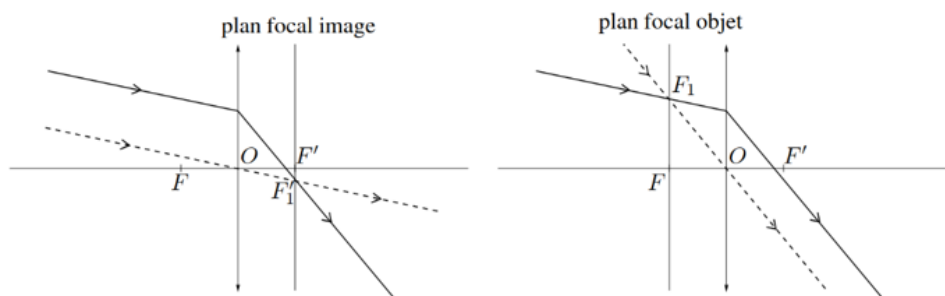 plan focal image
O
F'
F
F'₁
plan focal objet
F₁
O
F'
F